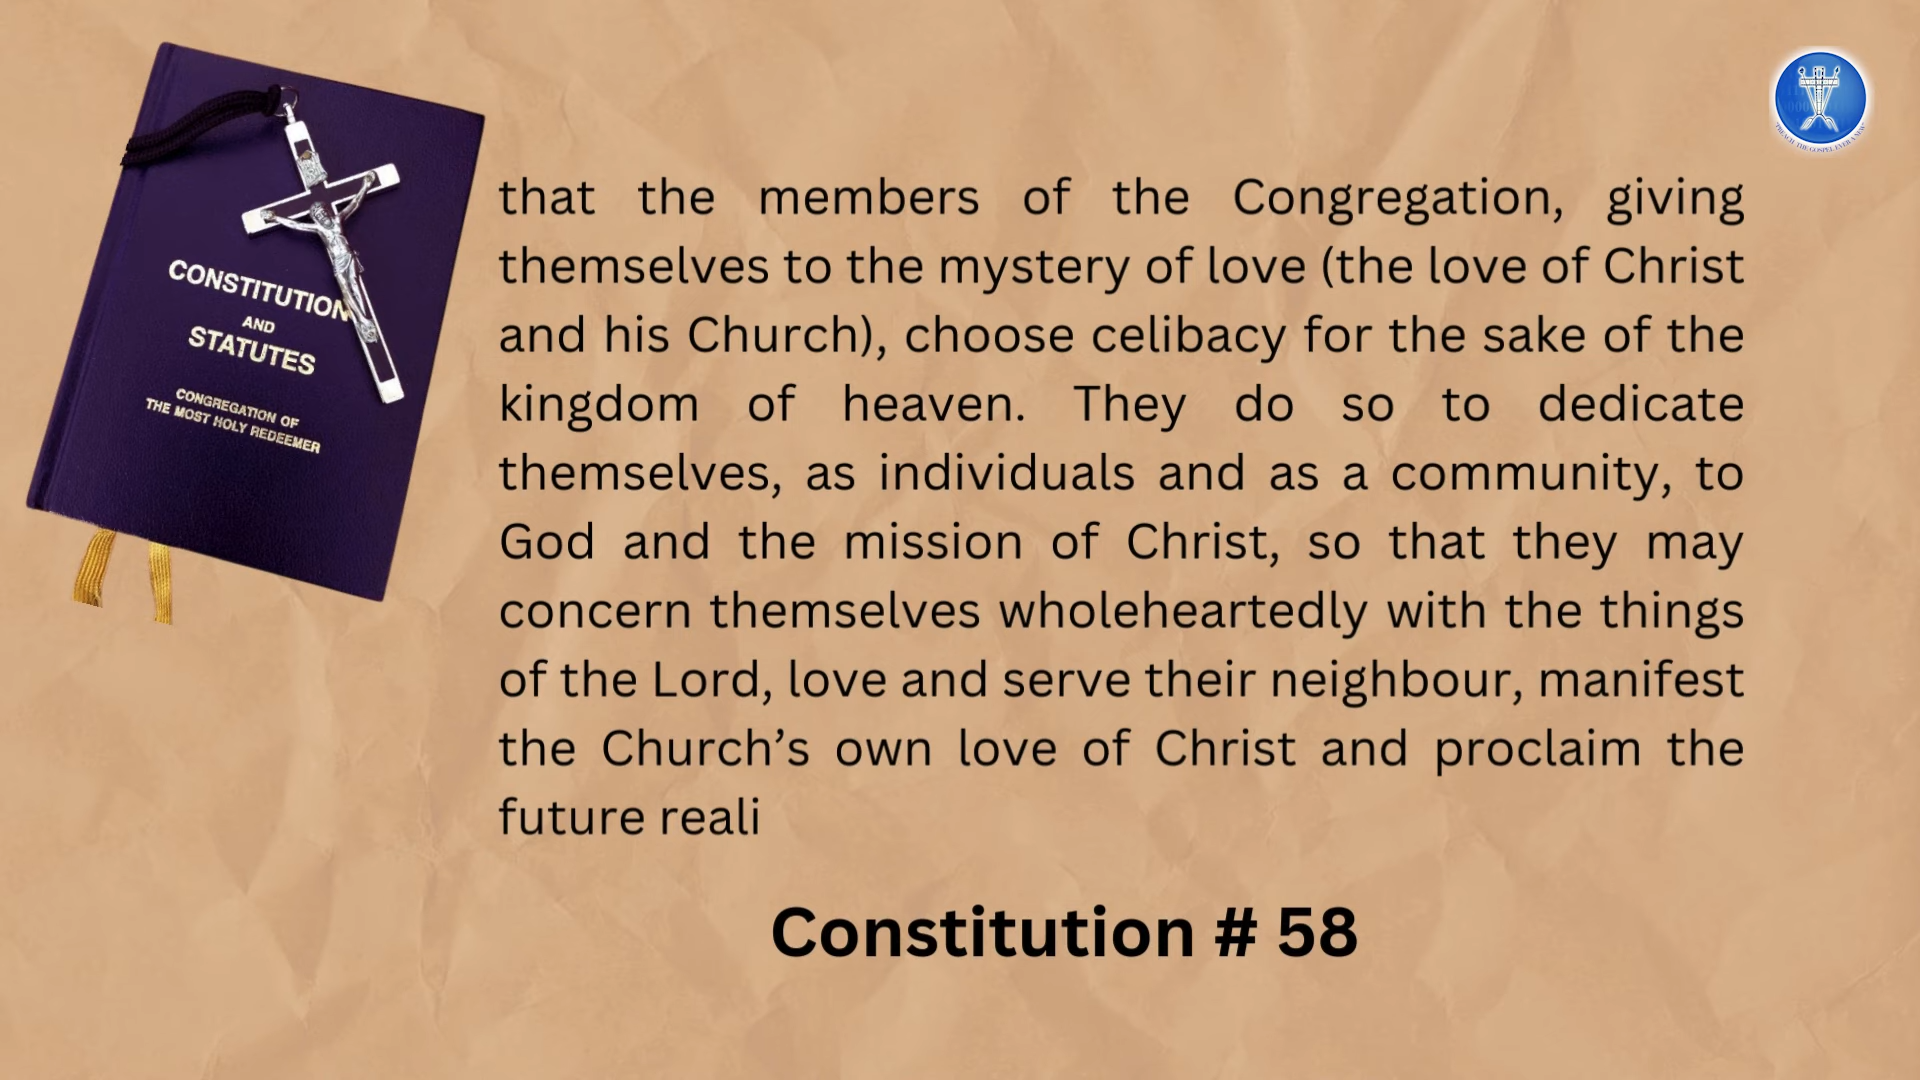 CONSTITUTION
AND
STATUTES
CONGREGATION OF
THE MOST HOLY REDEEMER
that the members of the Congregation, giving
themselves to the mystery of love (the love of Christ
and his Church), choose celibacy for the sake of the
kingdom of heaven. They do so to dedicate
themselves, as individuals and as a community, to
God and the mission of Christ, so that they may
concern themselves wholeheartedly with the things
of the Lord, love and serve their neighbour, manifest
the Church’s own love of Christ and proclaim the
future reali
Constitution # 58